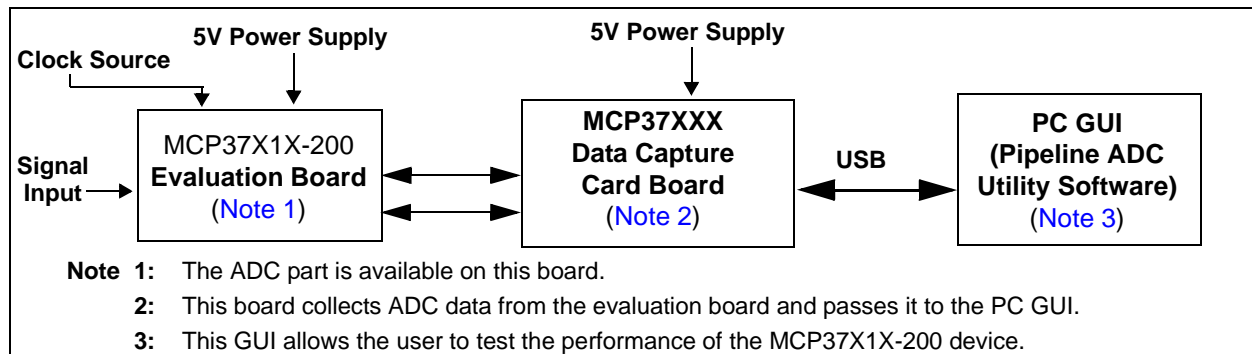 5V Power Supply
Clock Source
5V Power Supply
Signal
Input
MCP37X1X-200
Evaluation Board
(Note 1)
MCP37XXX
Data Capture
Card Board
(Note 2)
USB
PC GUI
(Pipeline ADC
Utility Software)
(Note 3)
Note 1: The ADC part is available on this board.
2: This board collects ADC data from the evaluation board and passes it to the PC GUI.
3: This GUI allows the user to test the performance of the MCP37X1X-200 device.